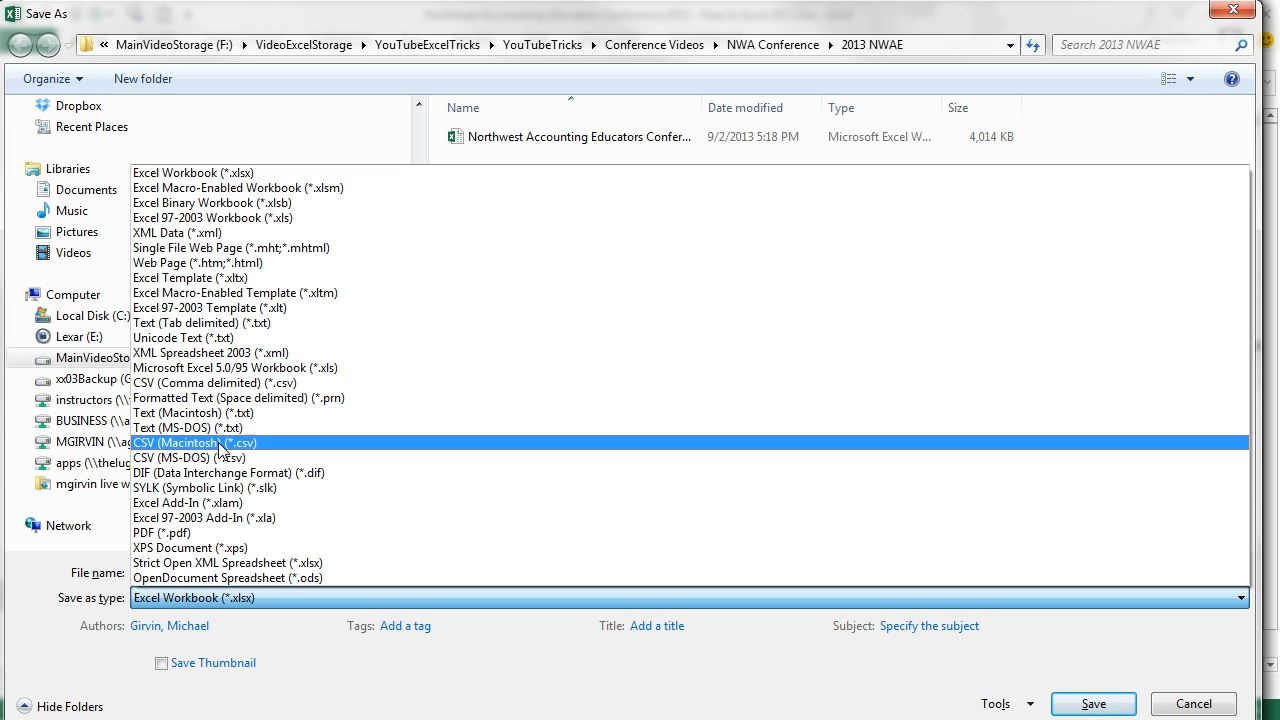 Save As
« MainVideoStorage (F:) VideoExcelStorage YouTubeExcelTricks YouTubeTricks Conference Videos NWA Conference 2013 NWAE Search 2013 NWAE
Organize New folder
Dropbox
Recent Places
Libraries
Documents
Music
Pictures
Videos
Computer
Local Disk (C:)
Lexar (E:)
MainVideoSto
xx03Backup (G
instructors (\\t
BUSINESS (\\a
MGIRVIN (\\ag
apps (\\thelug
mgirvin live w
Network
Name Date modified Type Size
Northwest Accounting Educators Confer... 9/2/2013 5:18 PM Microsoft Excel W... 4,014 KB
Excel Workbook (*.xlsx)
Excel Macro-Enabled Workbook (*.xlsm)
Excel Binary Workbook (*.xlsb)
Excel 97-2003 Workbook (*.xls)
XML Data (*.xml)
Single File Web Page (*.mht;*.mhtml)
Web Page (*.htm;*.html)
Excel Template (*.xltx)
Excel Macro-Enabled Template (*.xltm)
Excel 97-2003 Template (*.xlt)
Text (Tab delimited) (*.txt)
Unicode Text (*.txt)
XML Spreadsheet 2003 (*.xml)
Microsoft Excel 5.0/95 Workbook (*.xls)
CSV (Comma delimited) (*.csv)
Formatted Text (Space delimited) (*.prn)
Text (Macintosh) (*.txt)
Text (MS-DOS) (*.txt)
CSV (Macintosh) (*.csv)
CSV (MS-DOS) (*.csv)
DIF (Data Interchange Format) (*.dif)
SYLK (Symbolic Link) (*.slk)
Excel Add-In (*.xlam)
Excel 97-2003 Add-In (*.xla)
PDF (*.pdf)
XPS Document (*.xps)
Strict Open XML Spreadsheet (*.xlsx)
OpenDocument Spreadsheet (*.ods)
File name:
Save as type: Excel Workbook (*.xlsx)
Authors: Girvin, Michael Tags: Add a tag Title: Add a title Subject: Specify the subject
Save Thumbnail
Hide Folders Tools Save Cancel